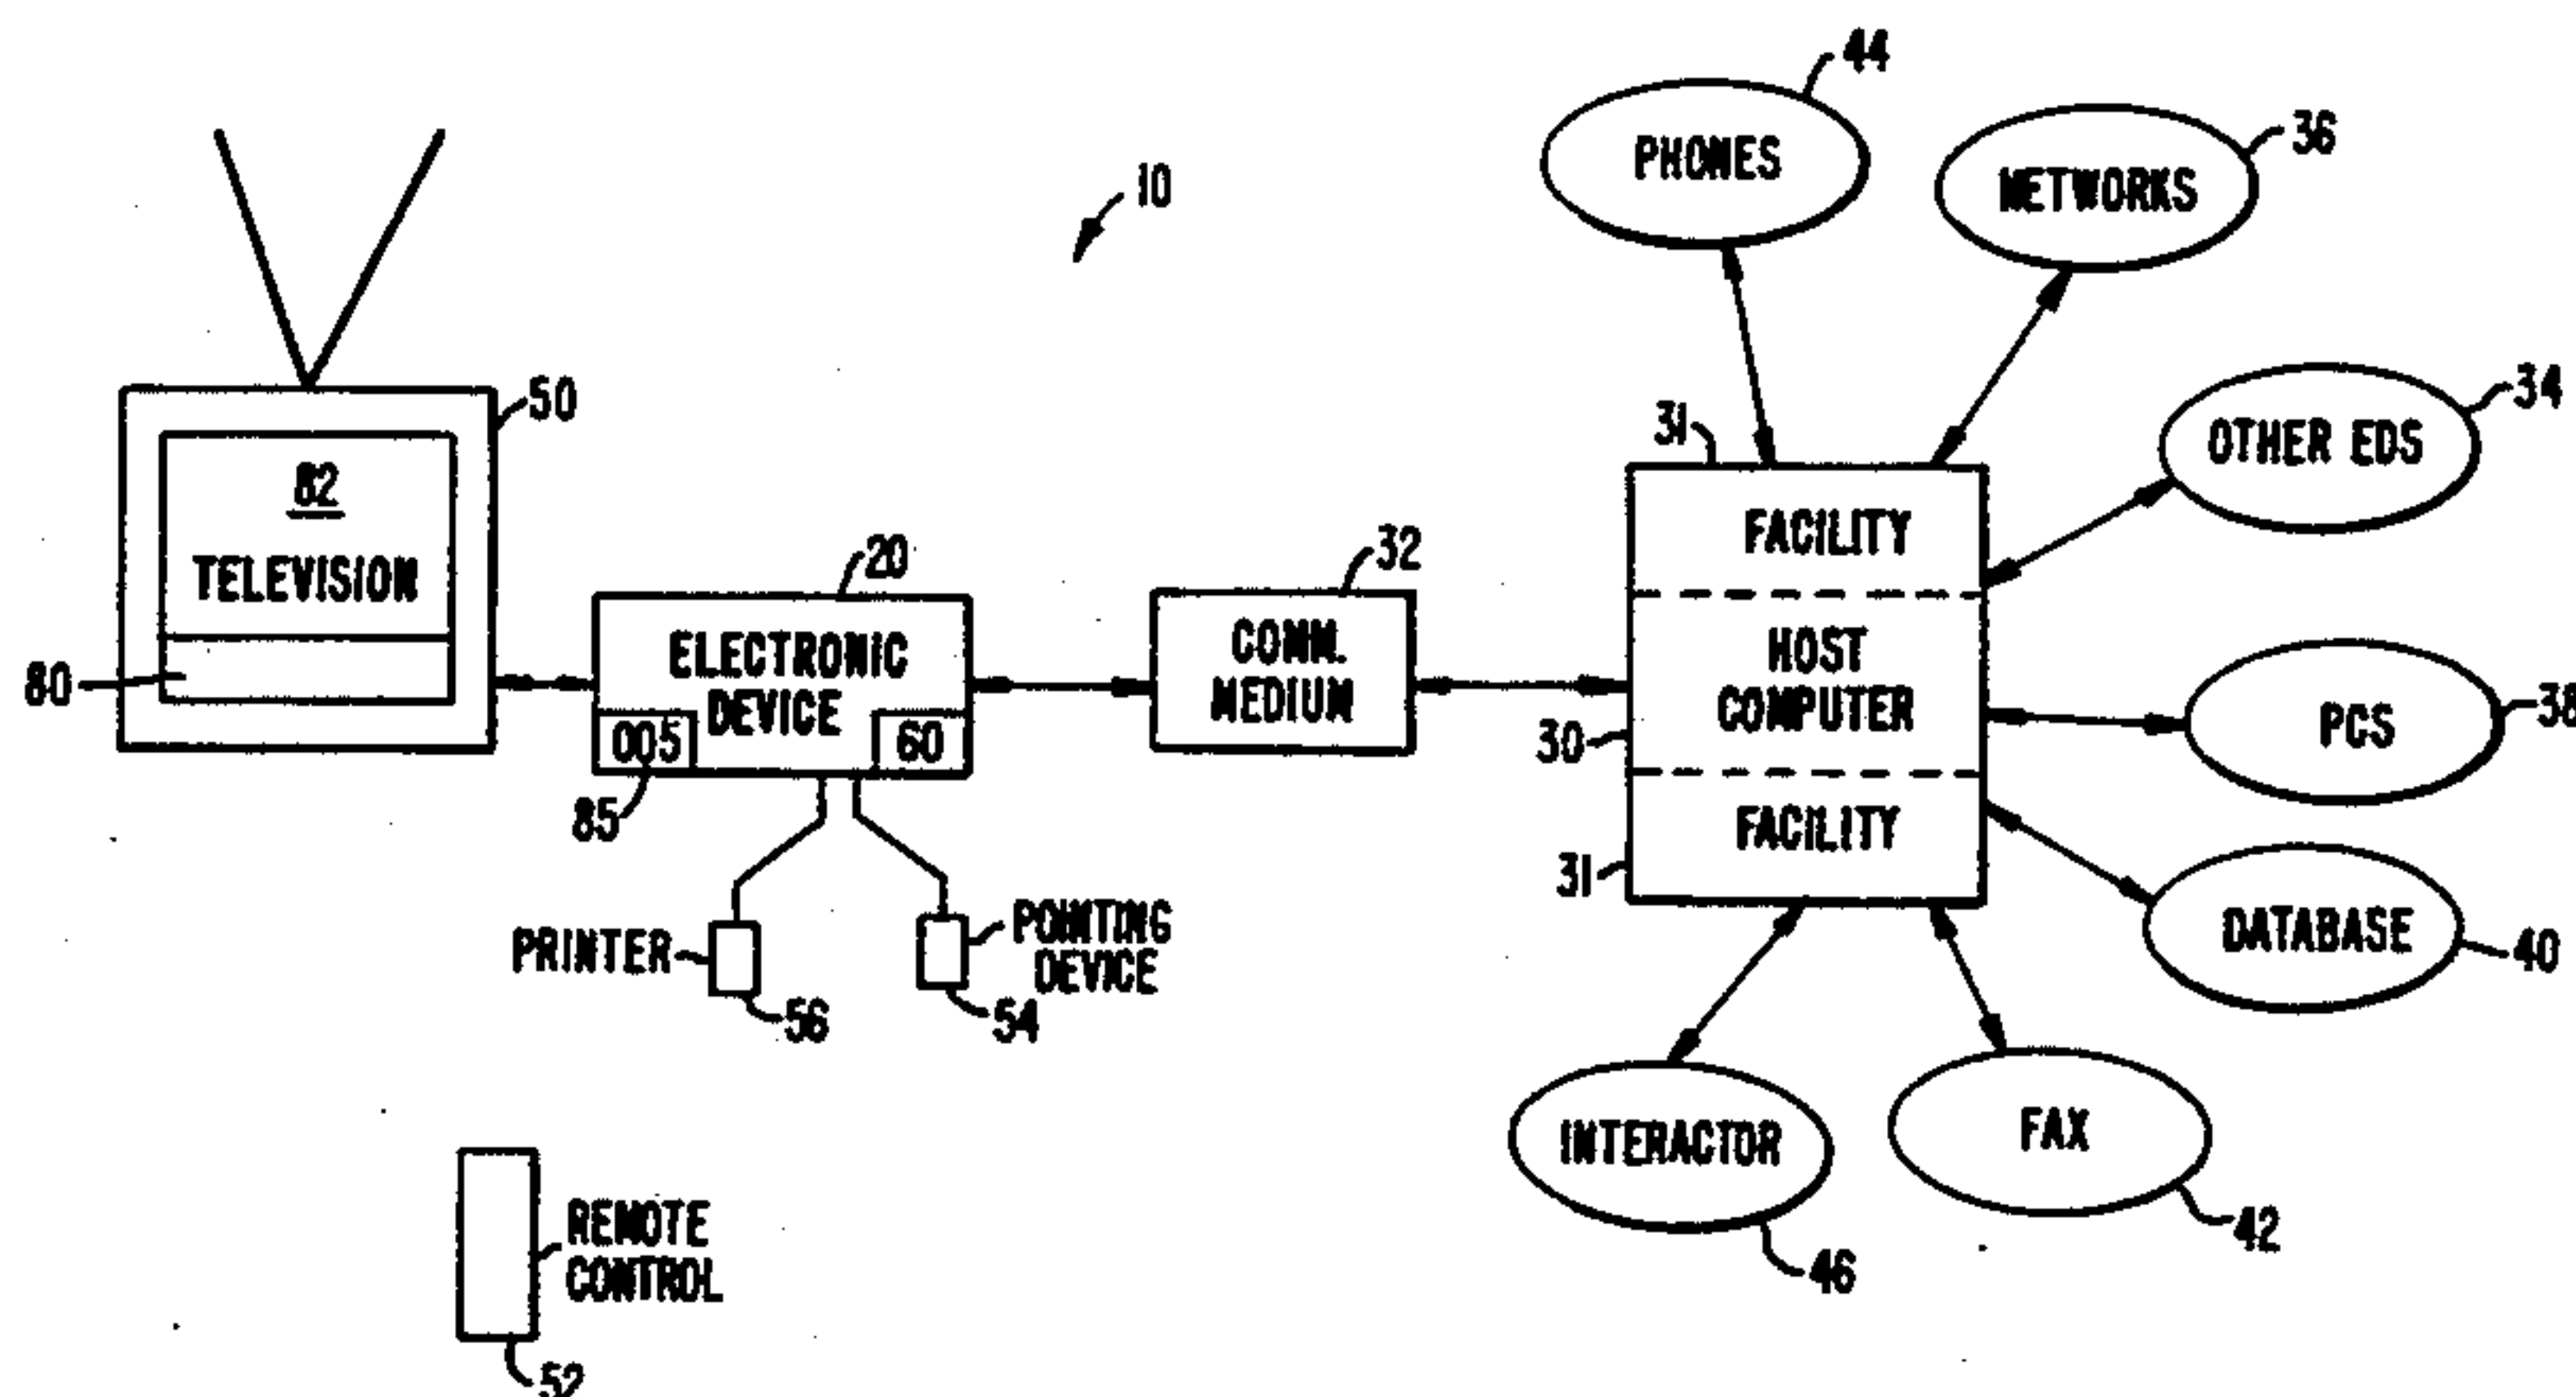 44
PHONES
36
NETWORKS
10
34
OTHER EDS
50
82
TELEVISION
80
31
FACILITY
HOST
COMPUTER
30
FACILITY
31
20
ELECTRONIC
DEVICE
005
60
85
32
COMM.
MEDIUM
PCS
38
DATABASE
40
PRINTER
56
POINTING
DEVICE
54
INTERACTOR
46
FAX
42
REMOTE
CONTROL
52